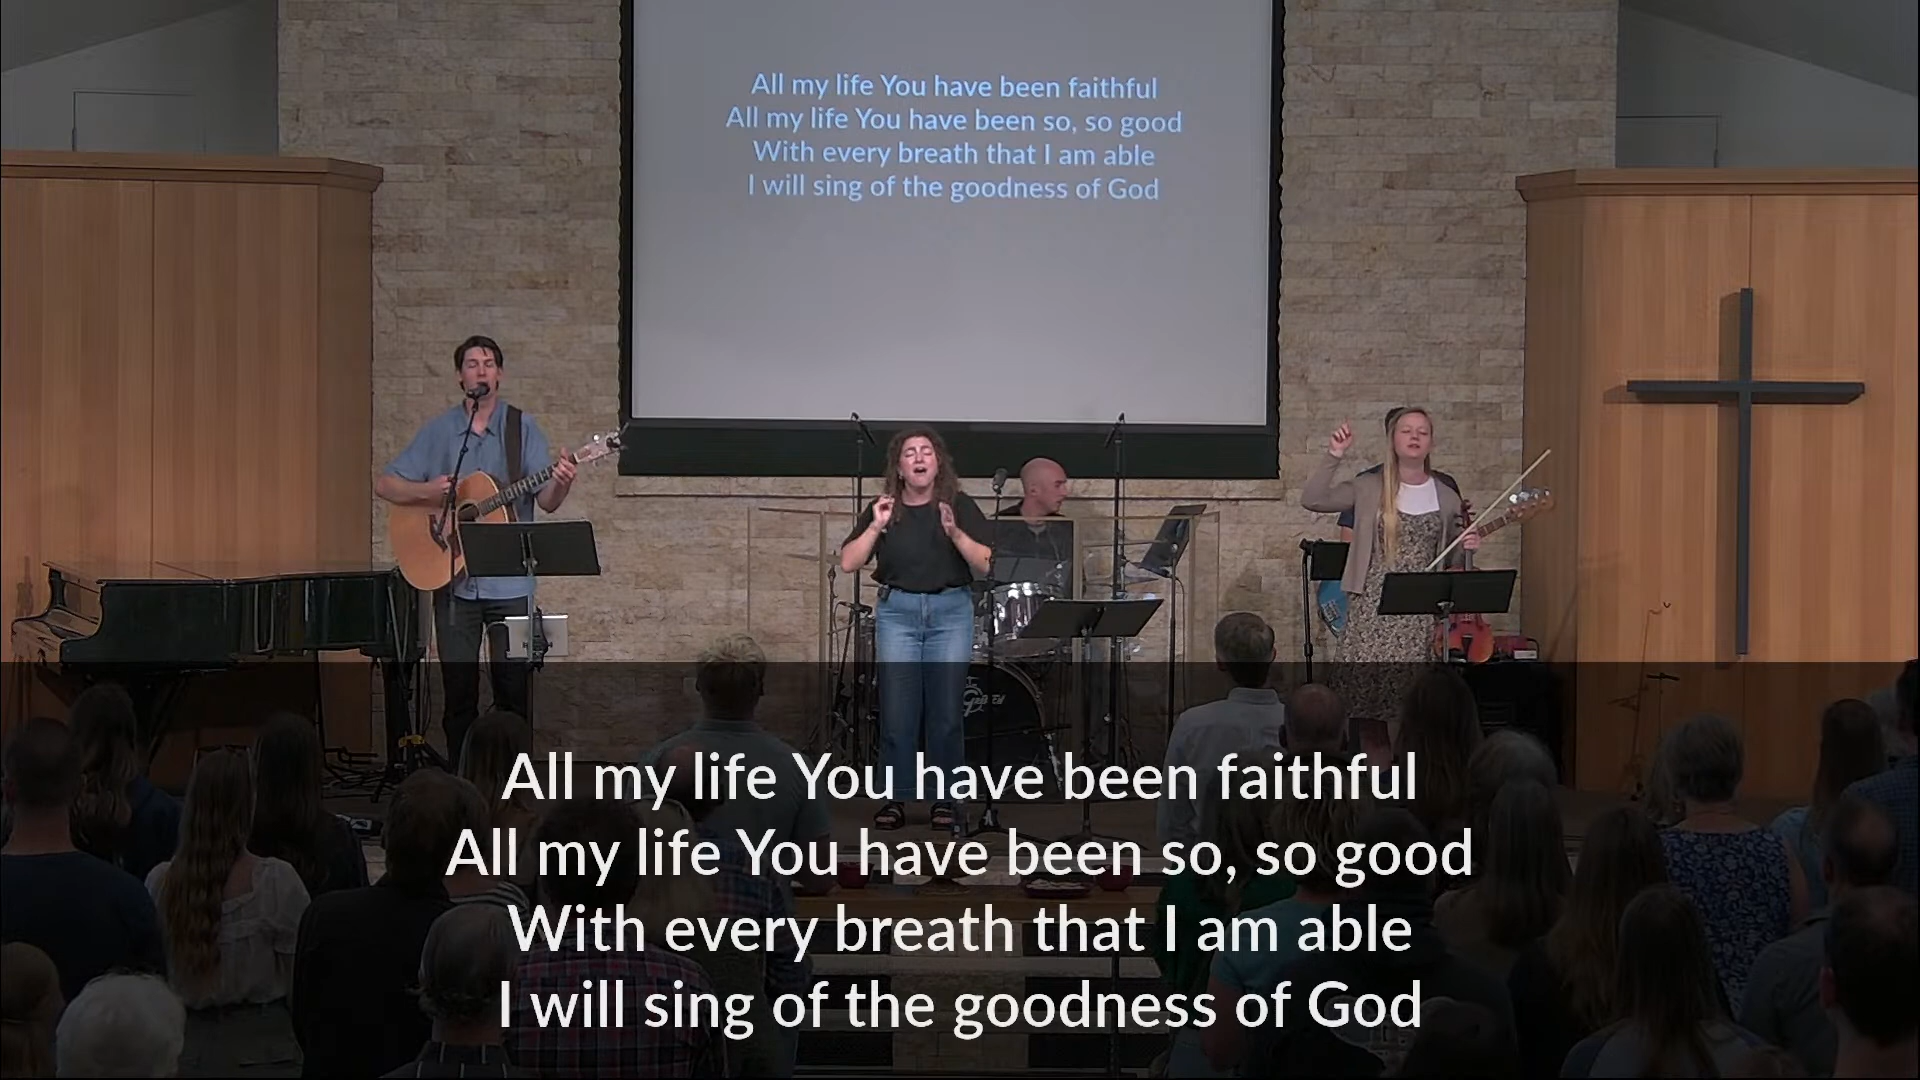 All my life You have been faithful
All my life You have been so, so good
With every breath that I am able
I will sing of the goodness of God
All my life You have been faithful
All my life You have been so, so good
With every breath that I am able
I will sing of the goodness of God